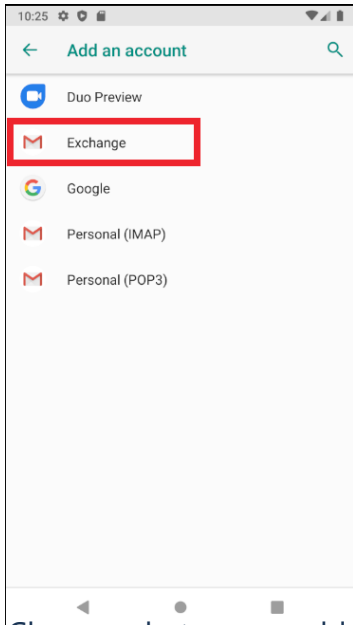 10:25
Add an account
Duo Preview
Exchange
Google
Personal (IMAP)
Personal (POP3)